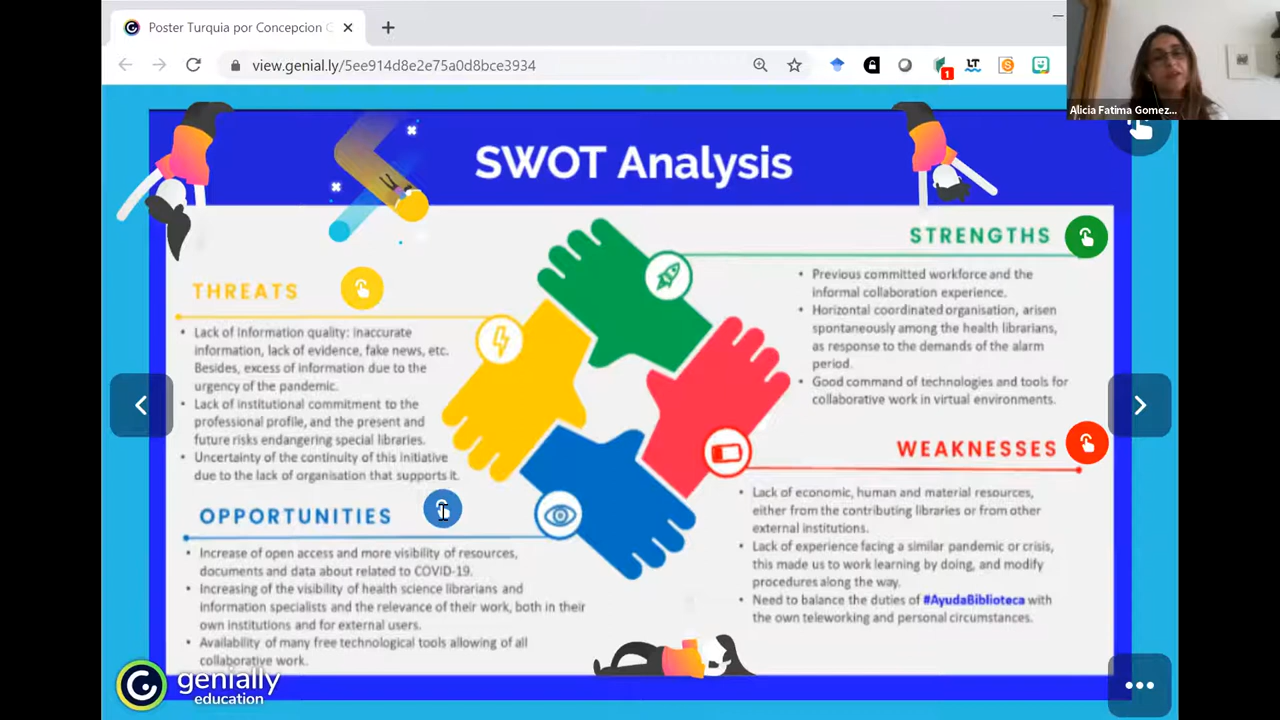 Poster Turquia por Concepcion
view.genial.ly/5ee914d8e2e75a0d8bce3934
1
LT
Alicia Fatima Gomez...
SWOT Analysis
STRENGTHS
Previous committed workforce and the
informal collaboration experience.
Horizontal coordinated organisation, arisen
spontaneously among the health librarians,
as response to the demands of the alarm
period.
Good command of technologies and tools for
collaborative work in virtual environments.
THREATS
Lack of Information quality: inaccurate
information, lack of evidence, fake news, etc.
Besides, excess of information due to the
urgency of the pandemic.
Lack of institutional commitment to the
professional profile, and the present and
future risks endangering special libraries.
Uncertainty of the continuity of this initiative
due to the lack of organisation that supports it.
WEAKNESSES
Lack of economic, human and material resources,
either from the contributing libraries or from other
external institutions.
Lack of experience facing a similar pandemic or crisis,
this made us to work learning by doing, and modify
procedures along the way.
Need to balance the duties of #AyudaBiblioteca with
the own teleworking and personal circumstances.
OPPORTUNITIES
Increase of open access and more visibility of resources,
documents and data about related to COVID-19.
Increasing of the visibility of health science librarians and
information specialists and the relevance of their work, both in their
own institutions and for external users.
Availability of many free technological tools allowing of all
collaborative work.
genially
education